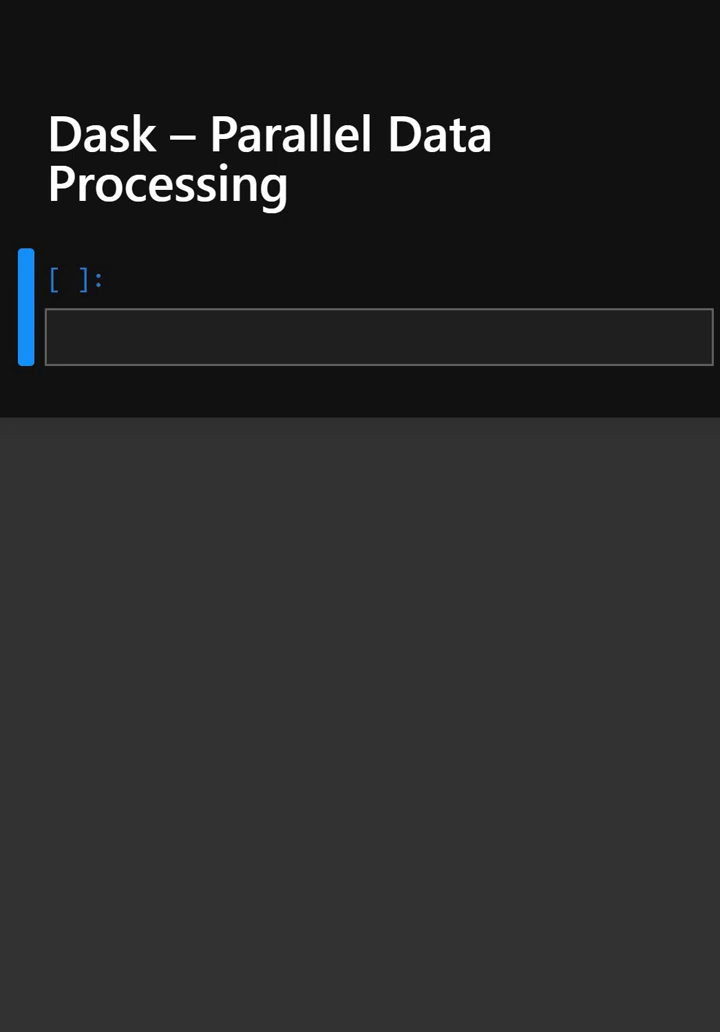 Dask – Parallel Data
Processing
[ ]: